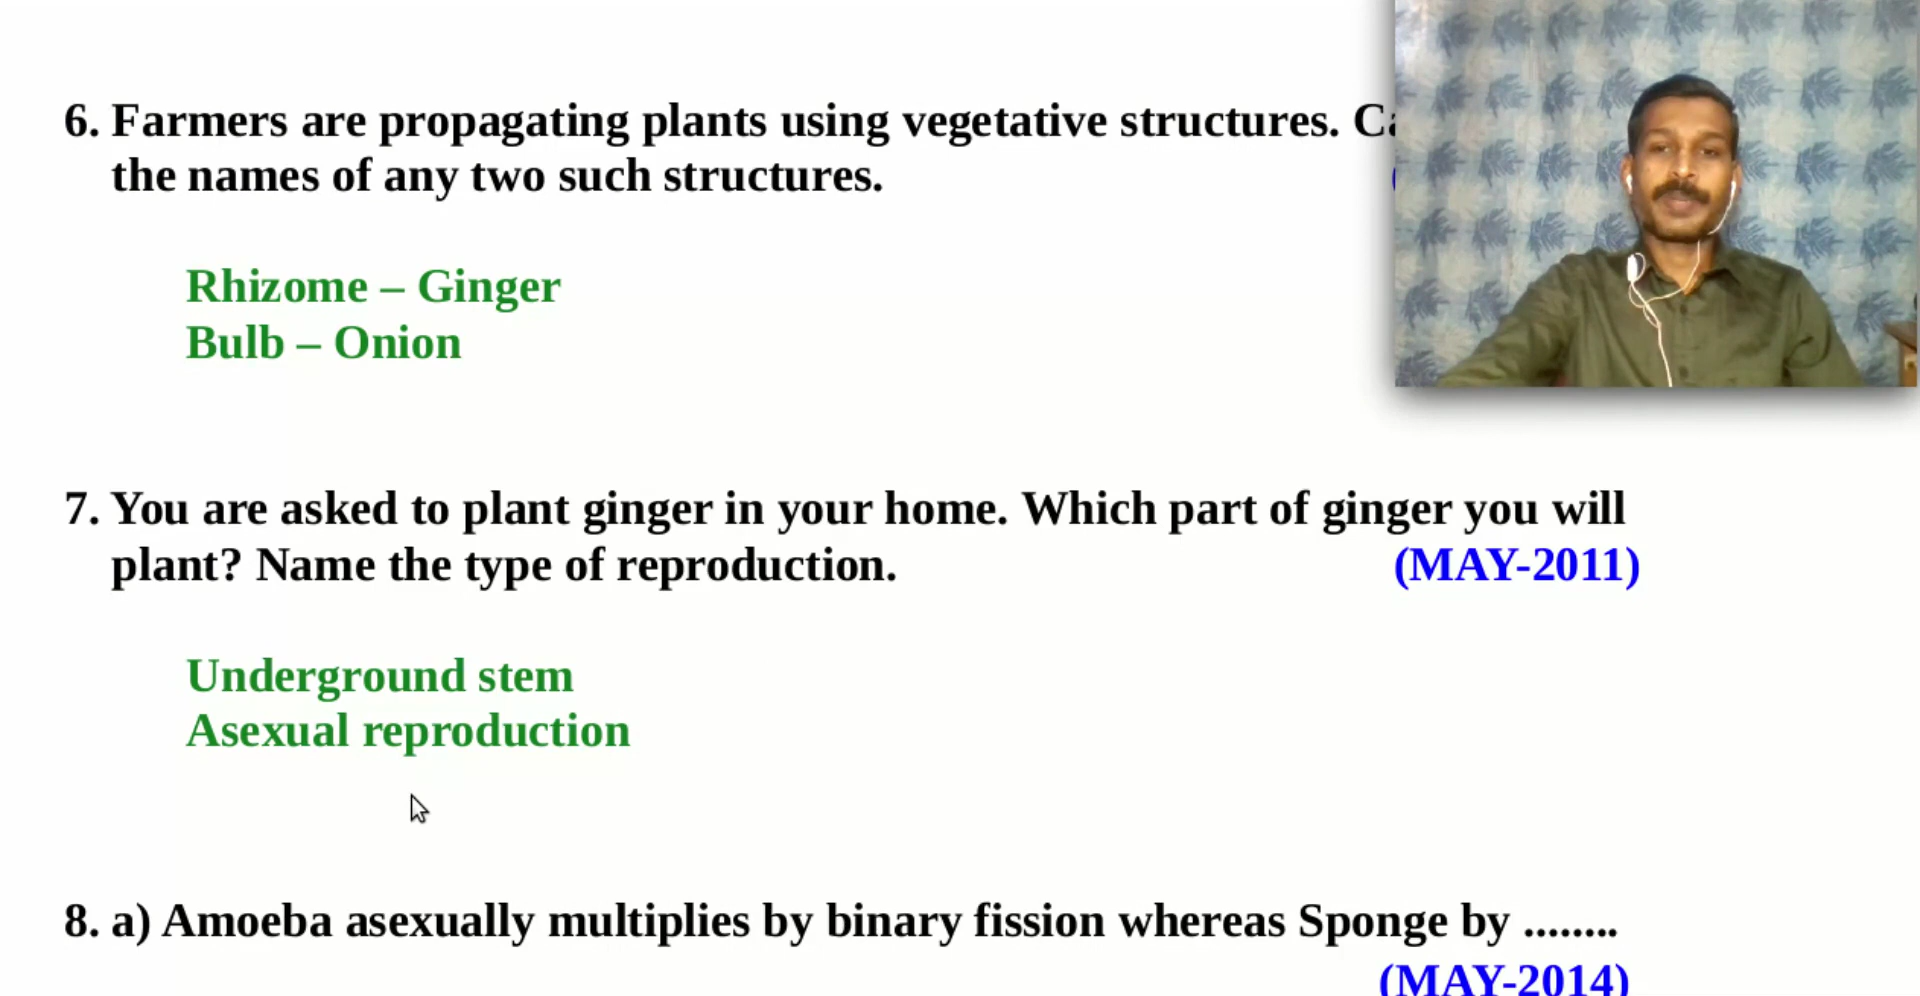 6. Farmers are propagating plants using vegetative structures.
the names of any two such structures.
Rhizome – Ginger
Bulb – Onion
7. You are asked to plant ginger in your home. Which part of ginger you will
plant? Name the type of reproduction. (MAY-2011)
Underground stem
Asexual reproduction
8. a) Amoeba asexually multiplies by binary fission whereas Sponge by ........
(MAY-2014)